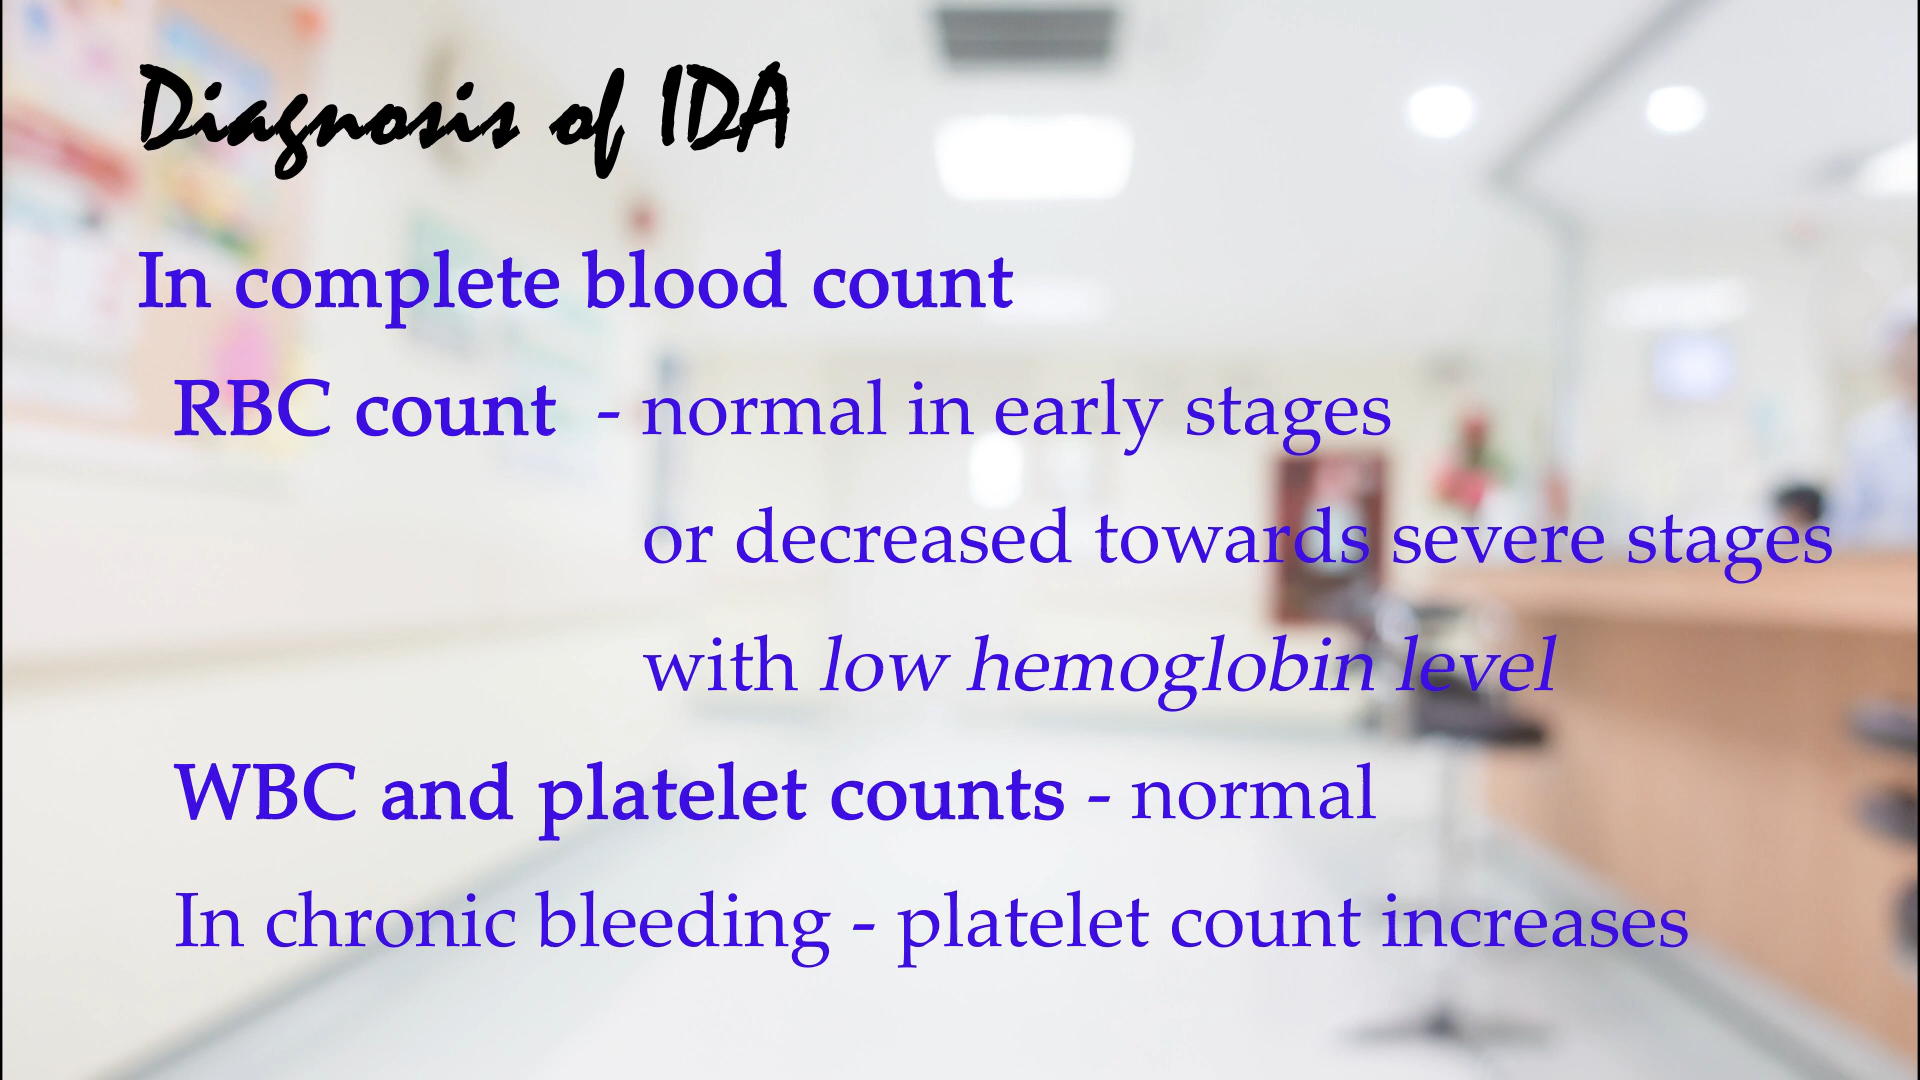 Diagnosis of IDA
In complete blood count
RBC count - normal in early stages
or decreased towards severe stages
with low hemoglobin level
WBC and platelet counts - normal
In chronic bleeding - platelet count increases